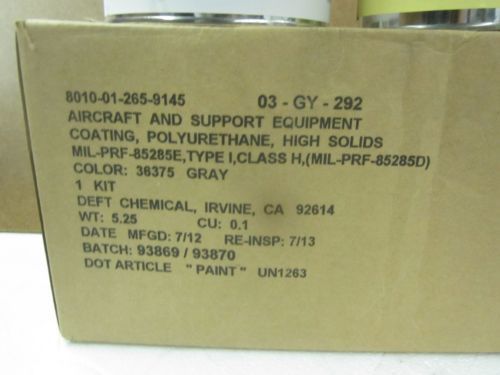 8010-01-265-9145 03 - GY - 292
AIRCRAFT AND SUPPORT EQUIPMENT
COATING, POLYURETHANE, HIGH SOLIDS
MIL-PRF-85285E,TYPE I,CLASS H,(MIL-PRF-85285D)
COLOR: 36375 GRAY
1 KIT
DEFT CHEMICAL, IRVINE, CA 92614
WT: 5.25 CU: 0.1
DATE MFGD: 7/12 RE-INSP: 7/13
BATCH: 93869 / 93870
DOT ARTICLE " PAINT " UN1263